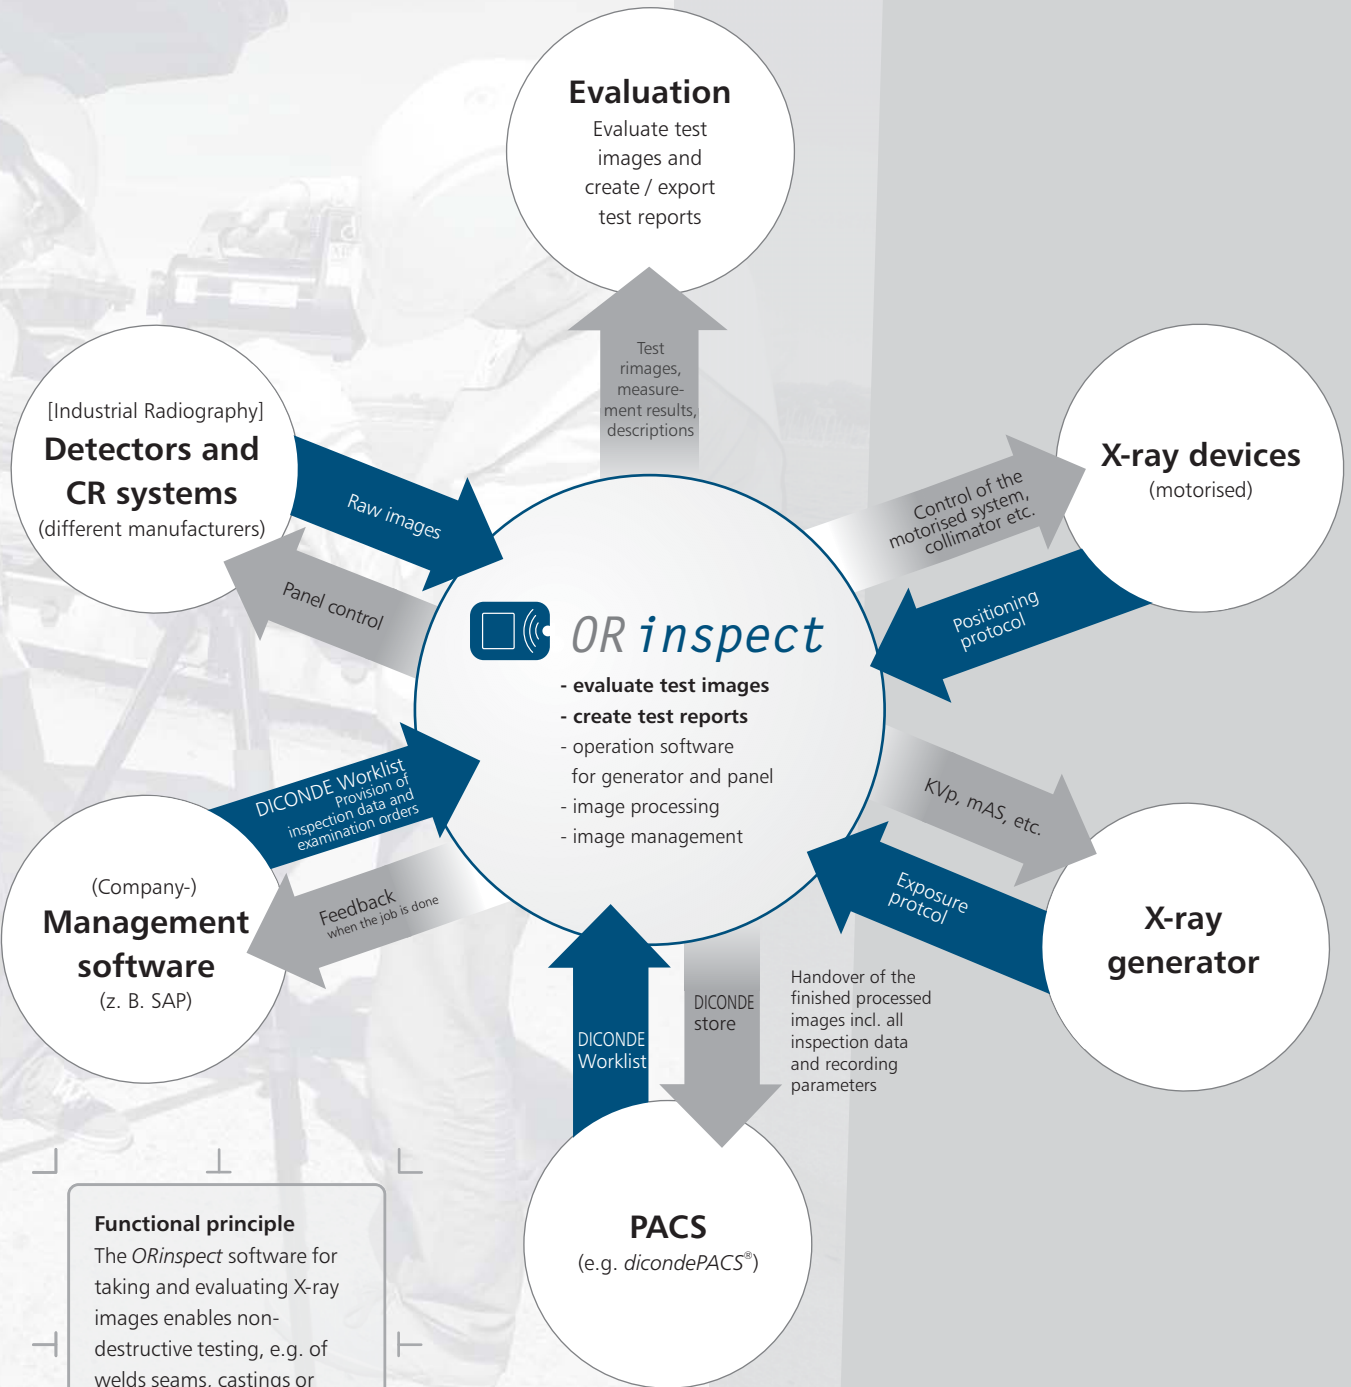 Evaluation
Evaluate test
images and
create / export
test reports
Test
rimages,
measure-
ment results,
descriptions
[Industrial Radiography]
Detectors and
CR systems
(different manufacturers)
Raw images
Panel control
X-ray devices
(motorised)
Control of the
motorised system,
collimator etc.
Positioning
protocol
OR inspect
- evaluate test images
- create test reports
- operation software
for generator and panel
- image processing
- image management
DICONDE Worklist
Provision of
inspection data and
examination orders
Feedback
when the job is done
(Company-)
Management
software
(z. B. SAP)
KVp, mAS, etc.
Exposure
protcol
X-ray
generator
DICONDE
Worklist
DICONDE
store
Handover of the
finished processed
images incl. all
inspection data
and recording
parameters
PACS
(e.g. dicondePACS®)
Functional principle
The ORinspect software for
taking and evaluating X-ray
images enables non-
destructive testing, e.g. of
welds seams, castings or